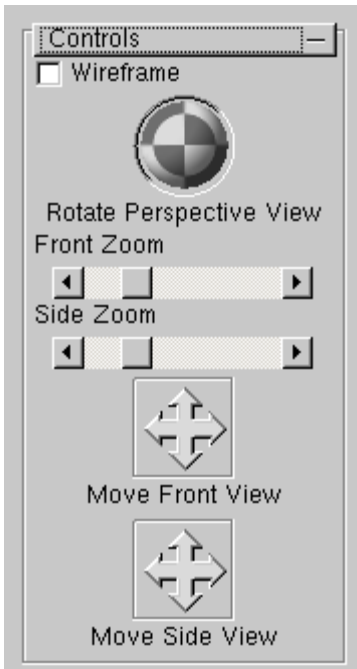 Controls
Wireframe
Rotate Perspective View
Front Zoom
Side Zoom
Move Front View
Move Side View